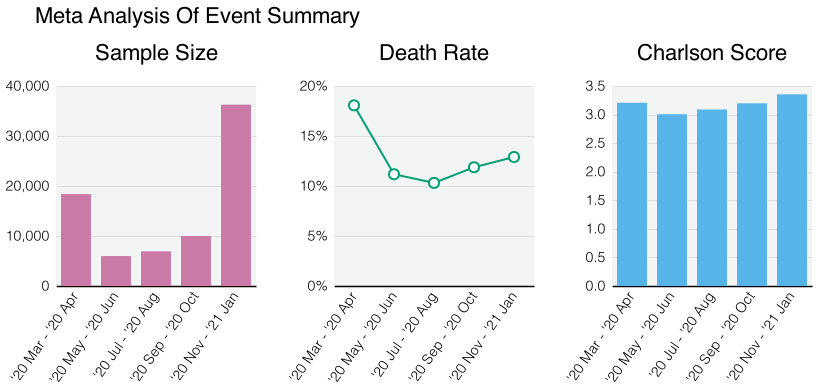 Meta Analysis Of Event Summary
Sample Size
40,000
30,000
20,000
10,000
0
'20 Mar - '20 Apr
'20 May - '20 Jun
'20 Jul - '20 Aug
'20 Sep - '20 Oct
'20 Nov - '21 Jan
Death Rate
20%
15%
10%
5%
0%
'20 Mar - '20 Apr
'20 May - '20 Jun
'20 Jul - '20 Aug
'20 Sep - '20 Oct
'20 Nov - '21 Jan
Charlson Score
3.5
3.0
2.5
2.0
1.5
1.0
0.5
0.0
'20 Mar - '20 Apr
'20 May - '20 Jun
'20 Jul - '20 Aug
'20 Sep - '20 Oct
'20 Nov - '21 Jan